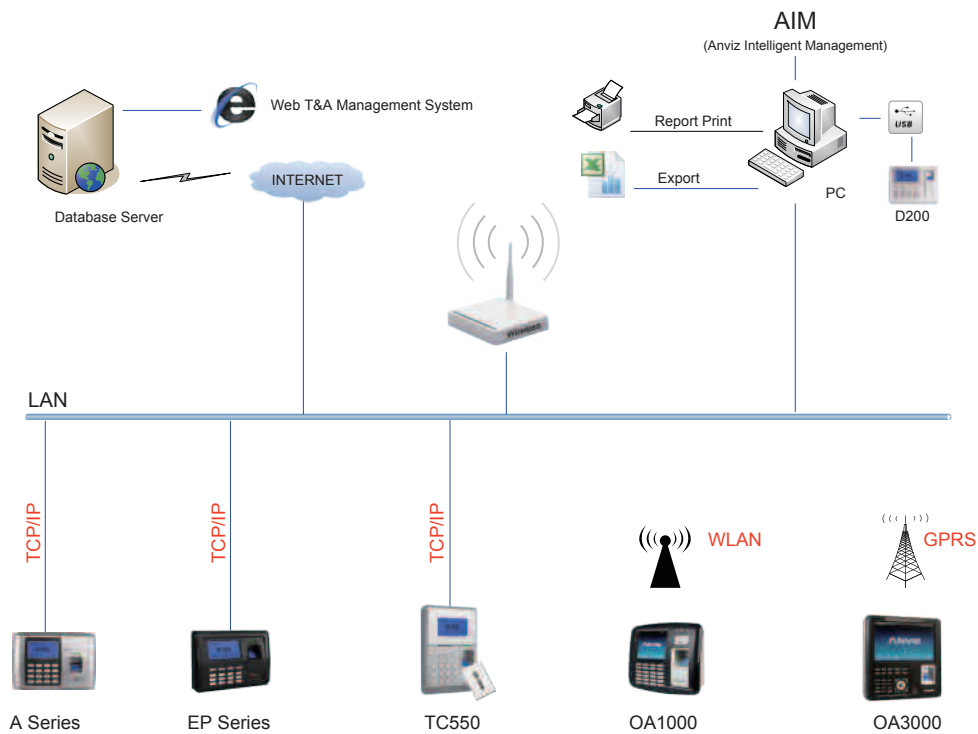 AIM
(Anviz Intelligent Management)
Web T&A Management System
Report Print
USB
INTERNET
Export
PC
Database Server
D200
LAN
TCP/IP
TCP/IP
TCP/IP
WLAN
GPRS
ANVIZ
A Series
EP Series
TC550
OA1000
OA3000